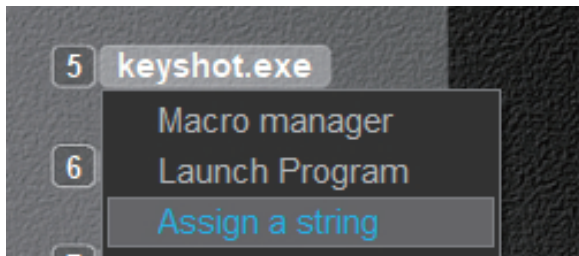 5 keyshot.exe
Macro manager
6 Launch Program
Assign a string